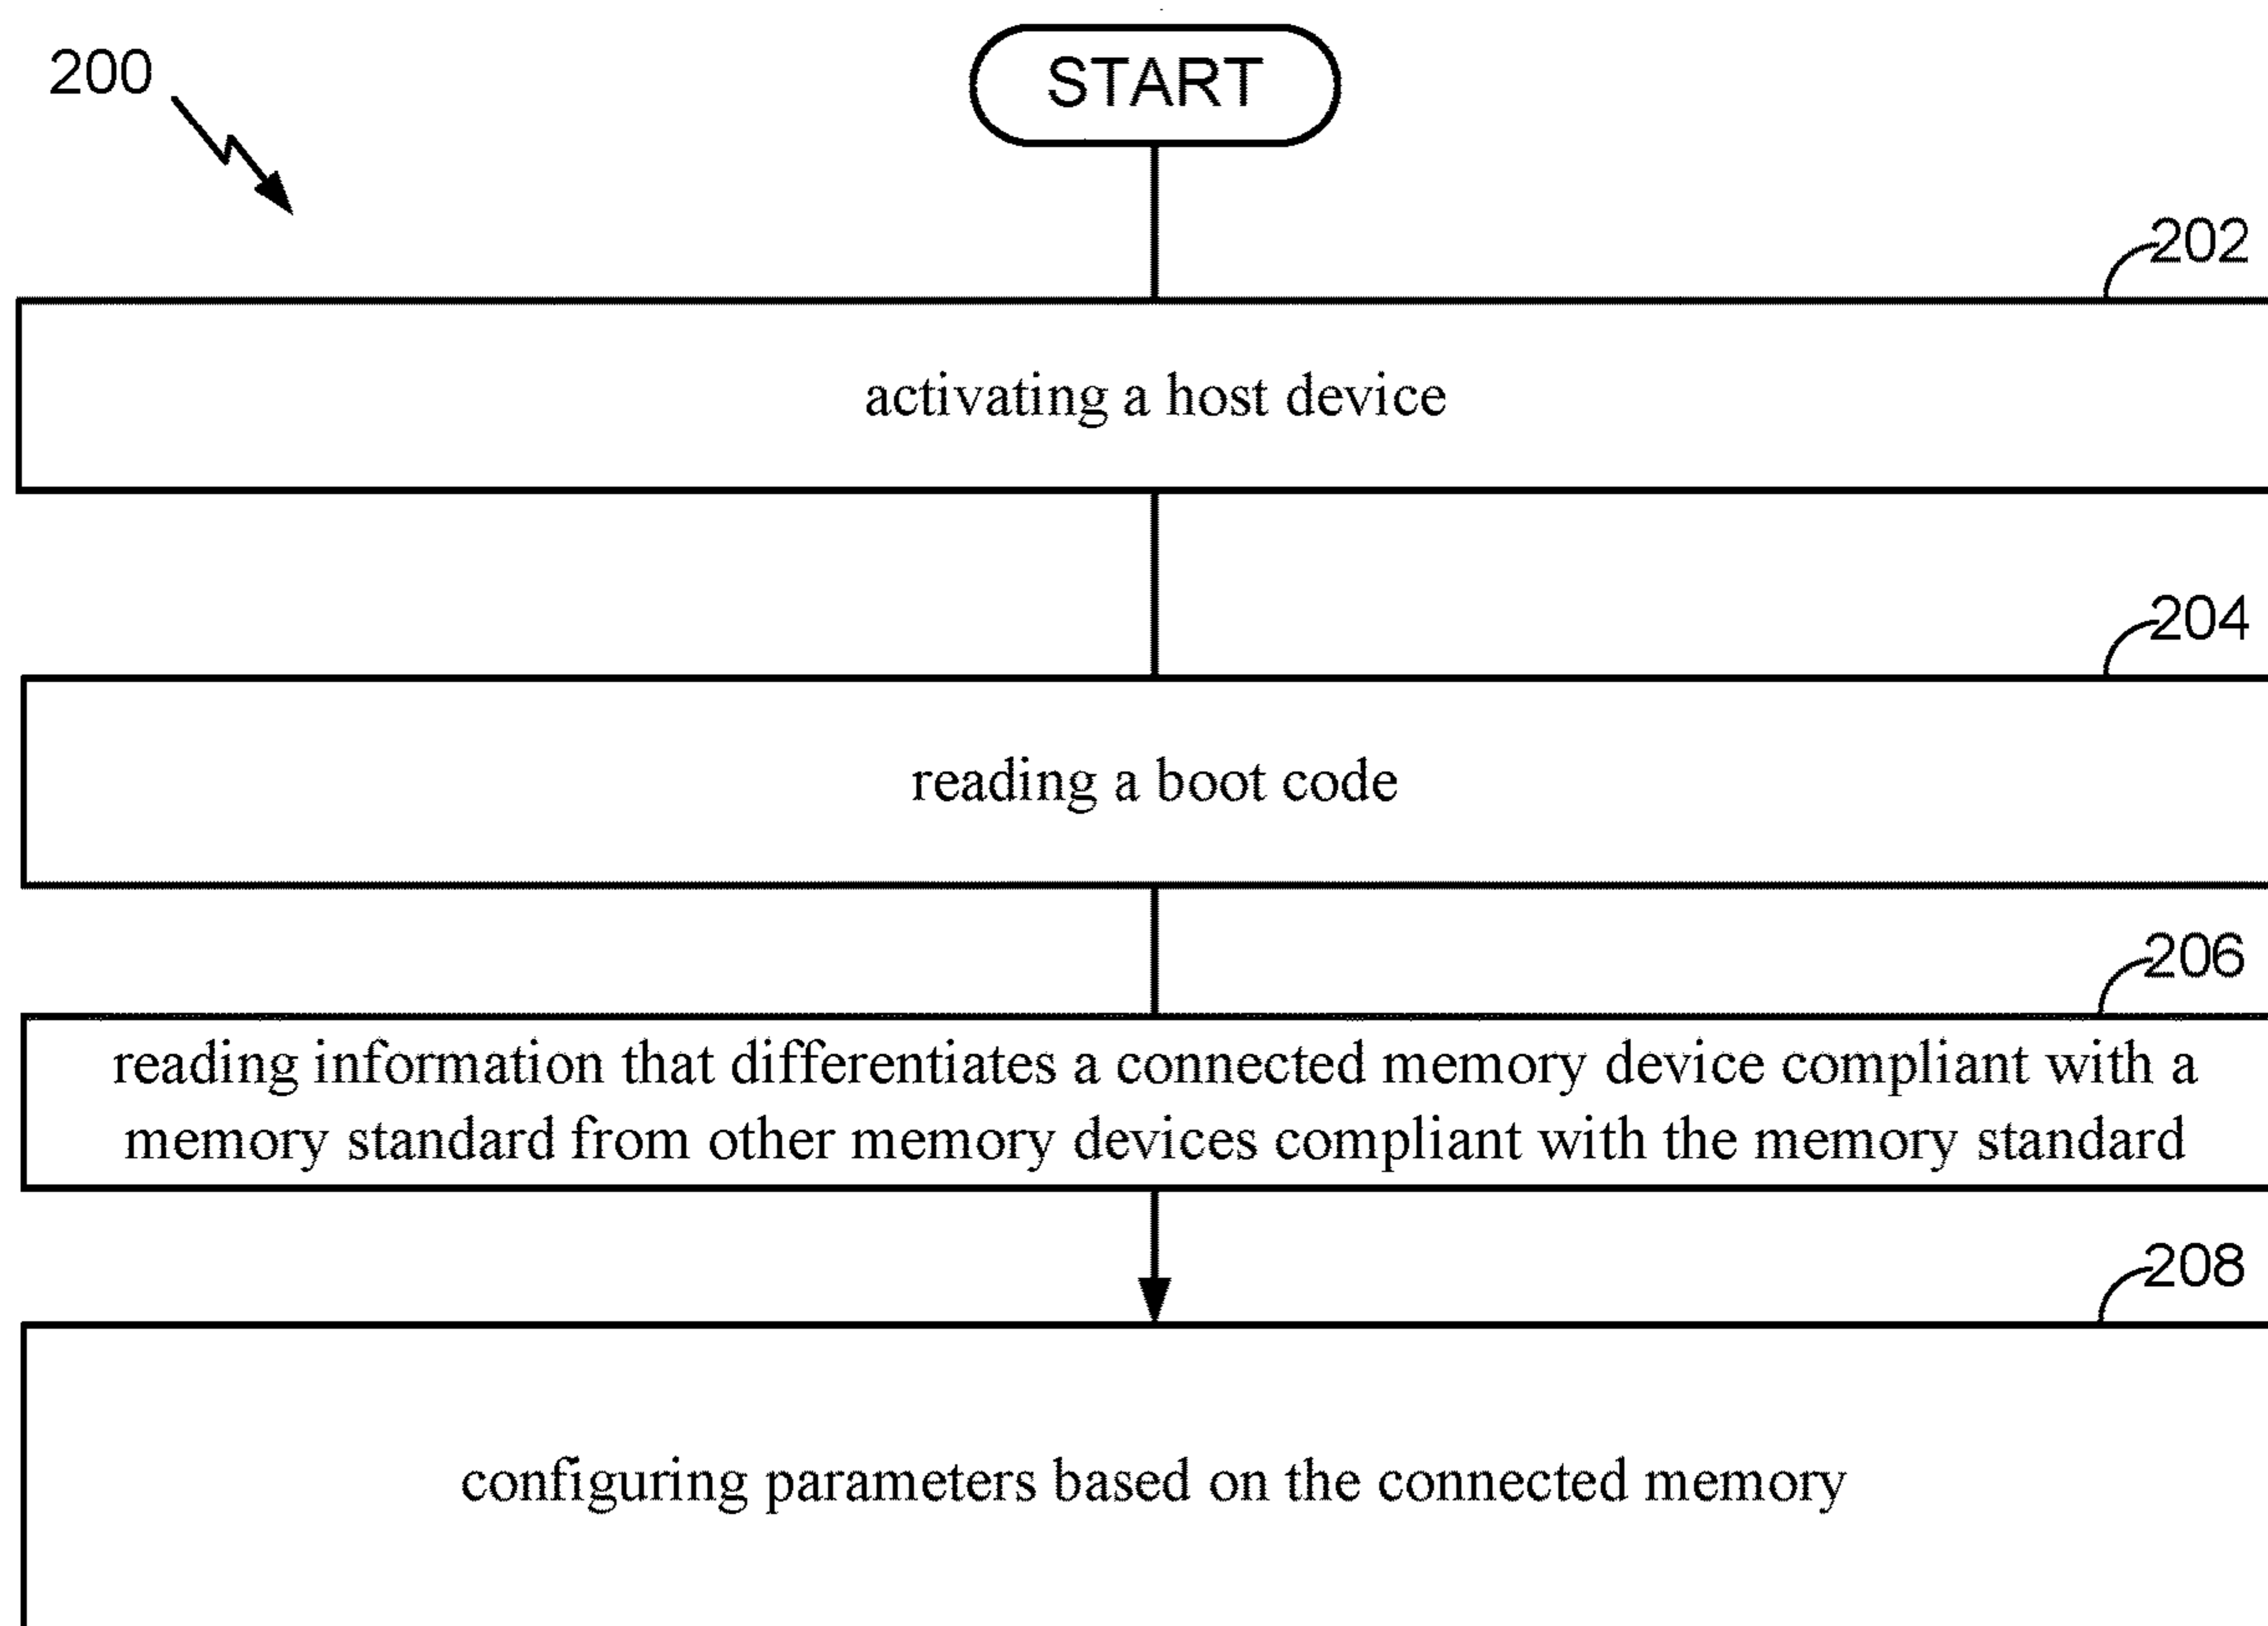 200
START
202
activating a host device
204
reading a boot code
206
reading information that differentiates a connected memory device compliant with a
memory standard from other memory devices compliant with the memory standard
208
configuring parameters based on the connected memory